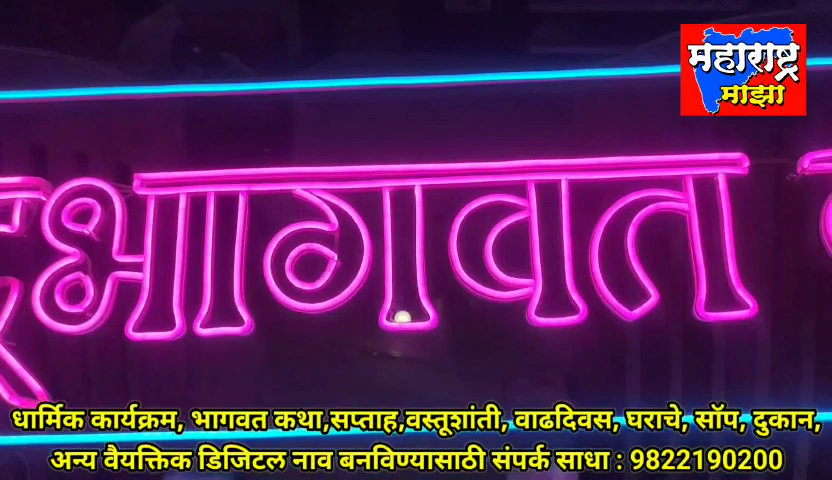 महाराष्ट्र
माझा
भागवत
धार्मिक कार्यक्रम, भागवत कथा,सप्ताह,वस्तूशांती, वाढदिवस, घराचे, सॉप, दुकान,
अन्य वैयक्तिक डिजिटल नाव बनविण्यासाठी संपर्क साधा : 9822190200